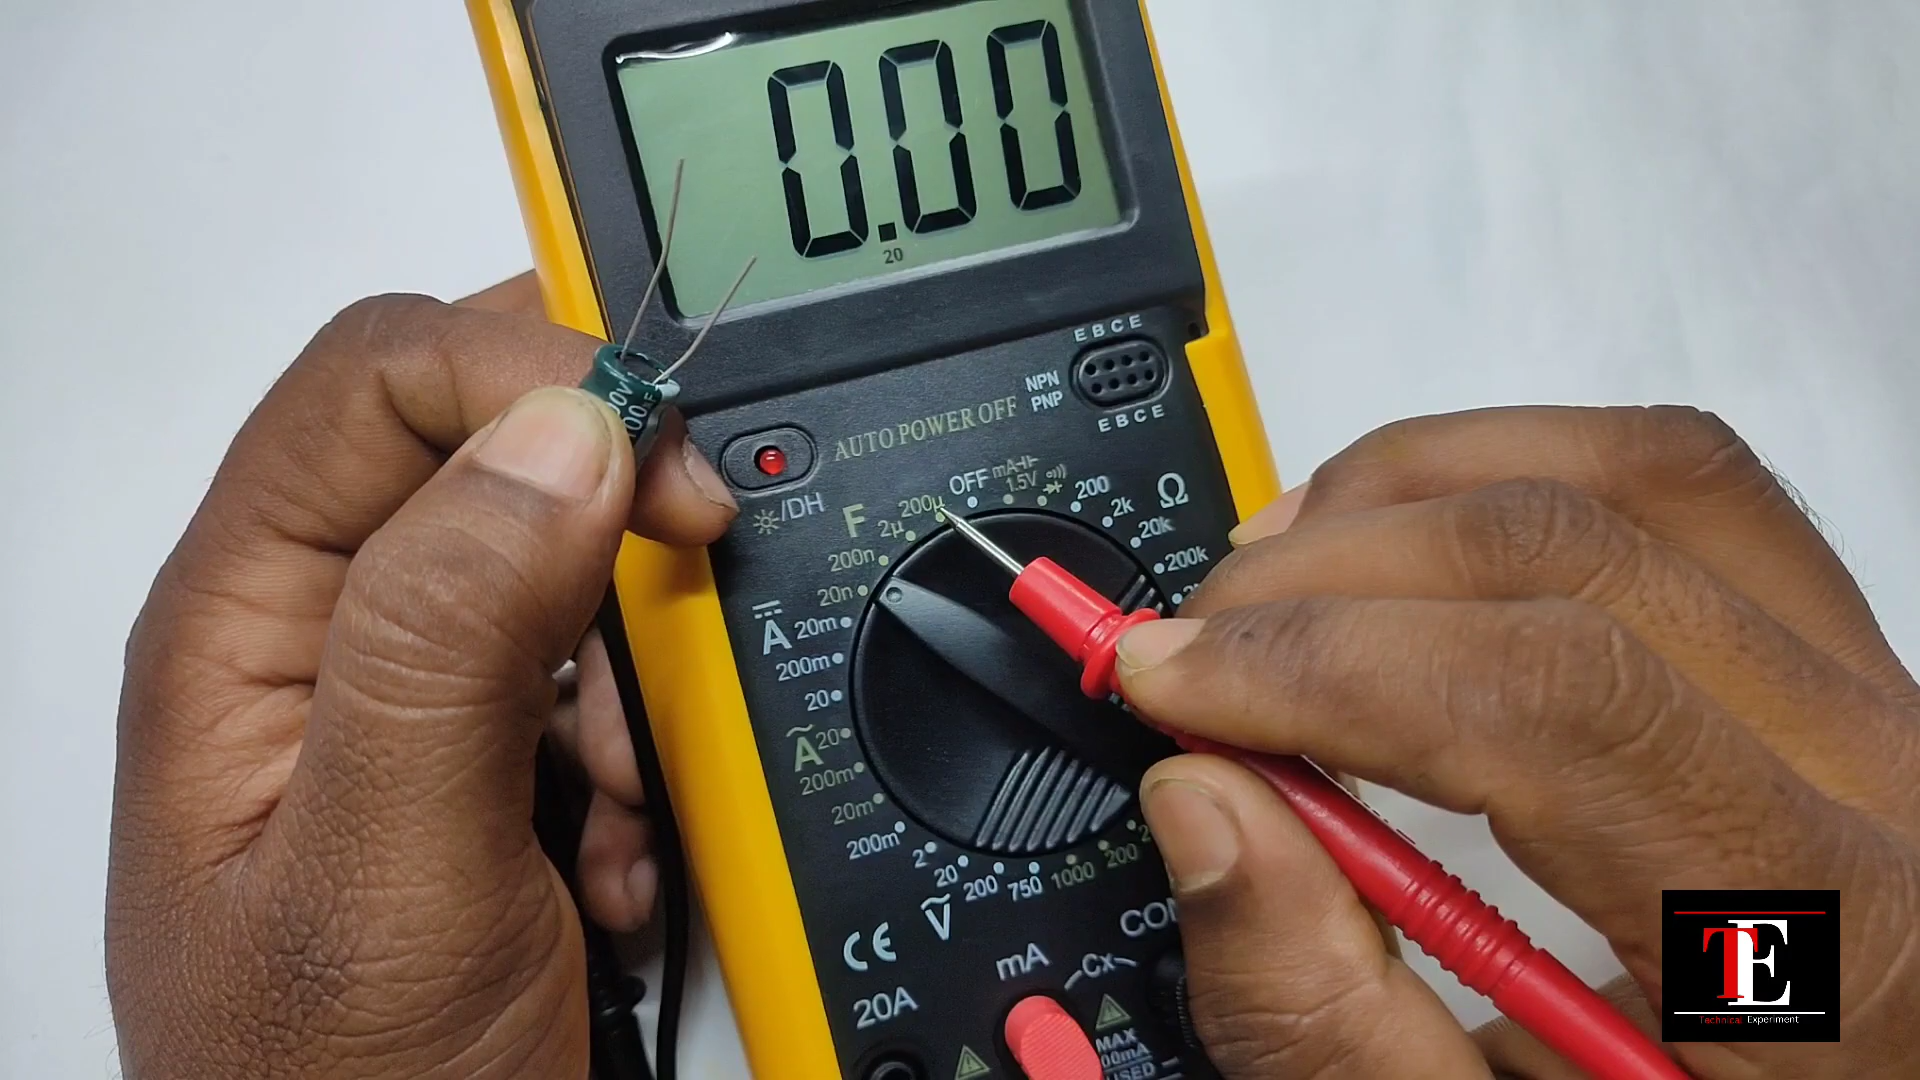 0.00
20
E B C E
NPN
PNP
E B C E
AUTO POWER OFF
/DH
F
OFF
mA
1.5V
200
Ω
200µ
2k
2µ
20k
200n
200k
20n
A
20m
200m
20
A
20
200m
20m
200m
2
20
200
750
1000
200
V
CE
mA
Cx
20A
MAX
TE
Technical Experiment